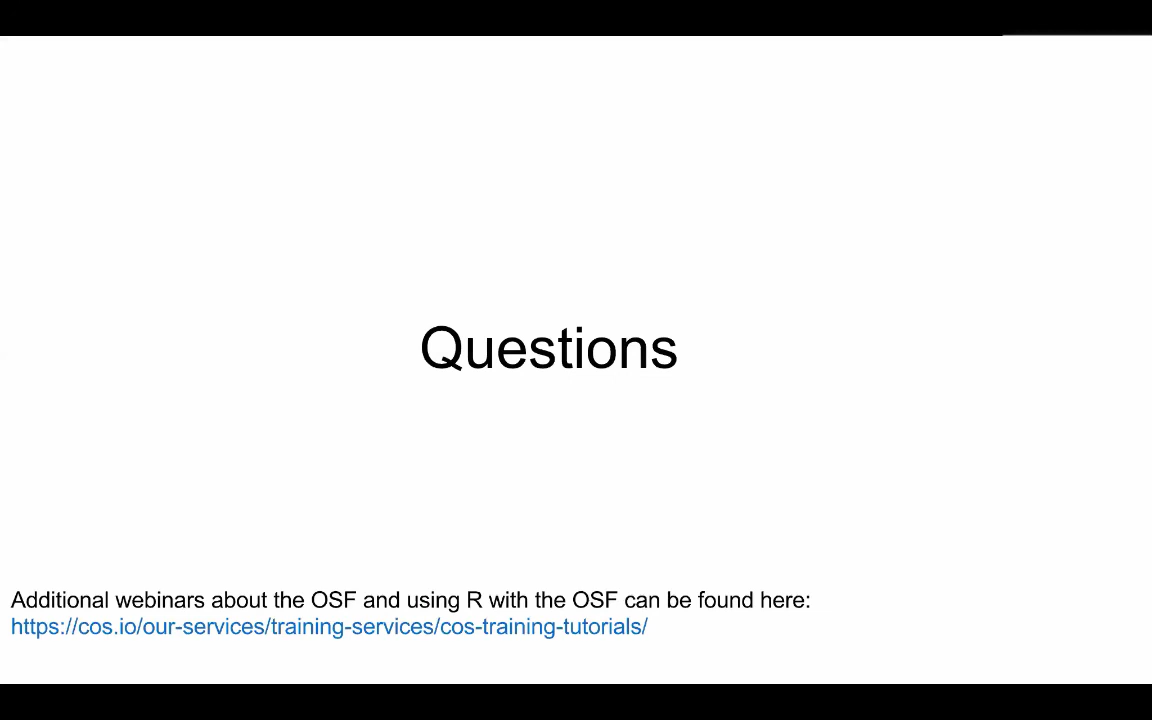 Questions
Additional webinars about the OSF and using R with the OSF can be found here:
https://cos.io/our-services/training-services/cos-training-tutorials/